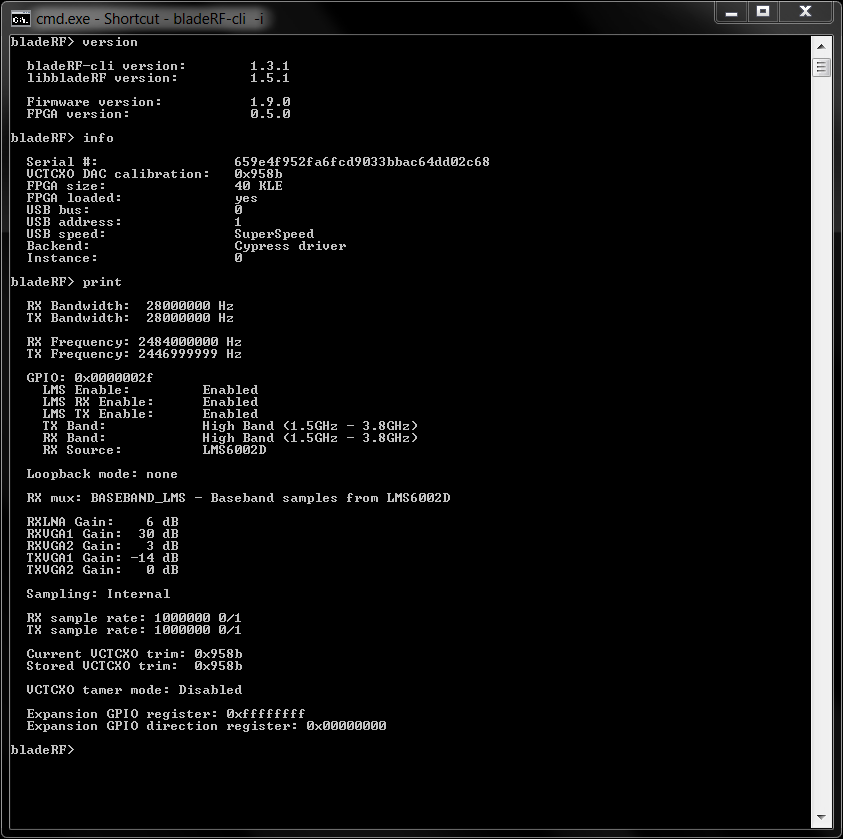 cmd.exe - Shortcut - bladeRF-cli -i
bladeRF> version
bladeRF-cli version: 1.3.1
libbladeRF version: 1.5.1
Firmware version: 1.9.0
FPGA version: 0.5.0
bladeRF> info
Serial #: 659e4f952fa6fcd9033bbac64dd02c68
VCTCXO DAC calibration: 0x958b
FPGA size: 40 KLE
FPGA loaded: yes
USB bus: 0
USB address: 1
USB speed: SuperSpeed
Backend: Cypress driver
Instance: 0
bladeRF> print
RX Bandwidth: 28000000 Hz
TX Bandwidth: 28000000 Hz
RX Frequency: 2484000000 Hz
TX Frequency: 2446999999 Hz
GPIO: 0x0000002f
LMS Enable: Enabled
LMS RX Enable: Enabled
LMS TX Enable: Enabled
TX Band: High Band (1.5GHz - 3.8GHz)
RX Band: High Band (1.5GHz - 3.8GHz)
RX Source: LMS6002D
Loopback mode: none
RX mux: BASEBAND_LMS - Baseband samples from LMS6002D
RXLNA Gain: 6 dB
RXVGA1 Gain: 30 dB
RXVGA2 Gain: 3 dB
TXVGA1 Gain: -14 dB
TXVGA2 Gain: 0 dB
Sampling: Internal
RX sample rate: 1000000 0/1
TX sample rate: 1000000 0/1
Current VCTCXO trim: 0x958b
Stored VCTCXO trim: 0x958b
VCTCXO tamer mode: Disabled
Expansion GPIO register: 0xffffffff
Expansion GPIO direction register: 0x00000000
bladeRF>